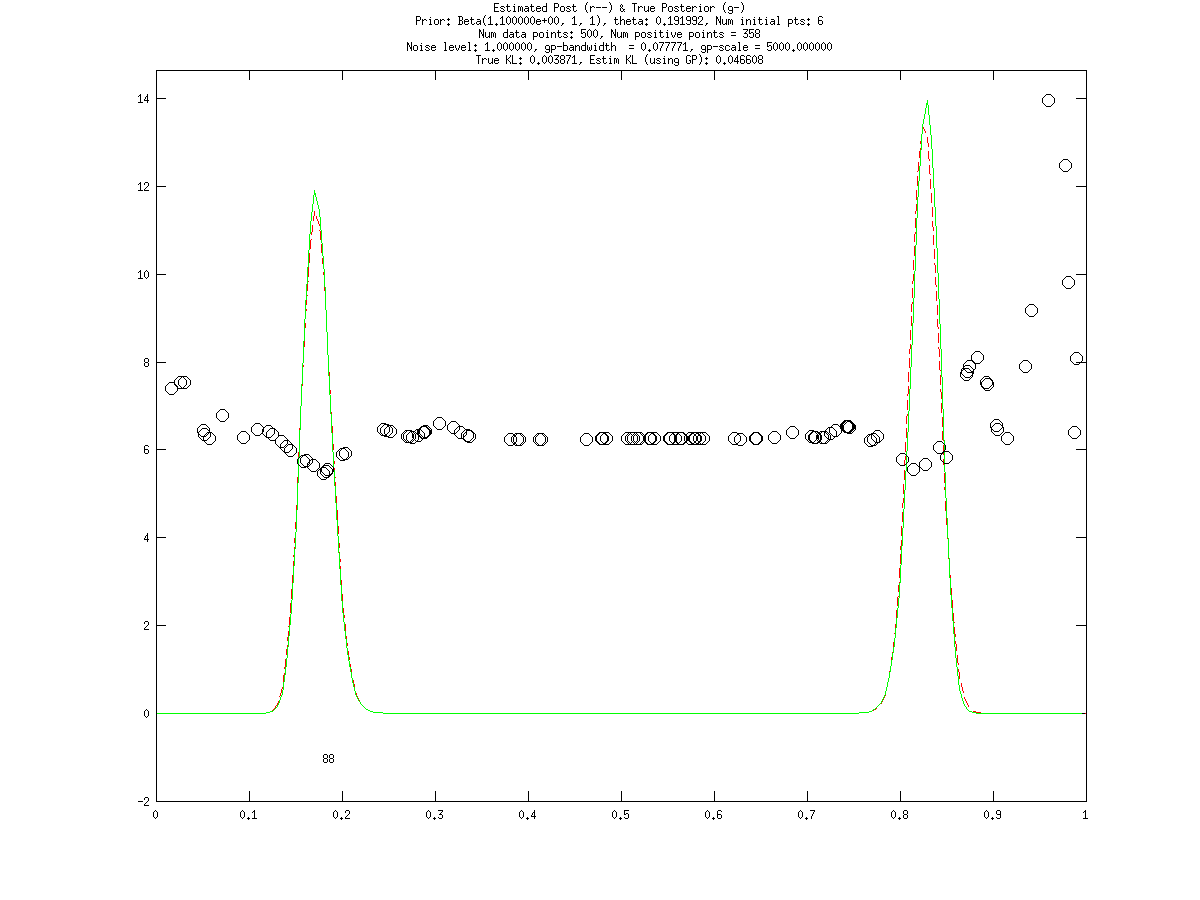 Estimated Post (r--) & True Posterior (g-)
Prior: Beta(1.100000e+00, 1, 1), theta: 0.191992, Num initial pts: 6
Num data points: 500, Num positive points = 358
Noise level: 1.000000, gp-bandwidth  = 0.077771, gp-scale = 5000.000000
True KL: 0.003871, Estim KL (using GP): 0.046608
14
12
10
8
6
4
2
0
88
-2
0 0.1 0.2 0.3 0.4 0.5 0.6 0.7 0.8 0.9 1